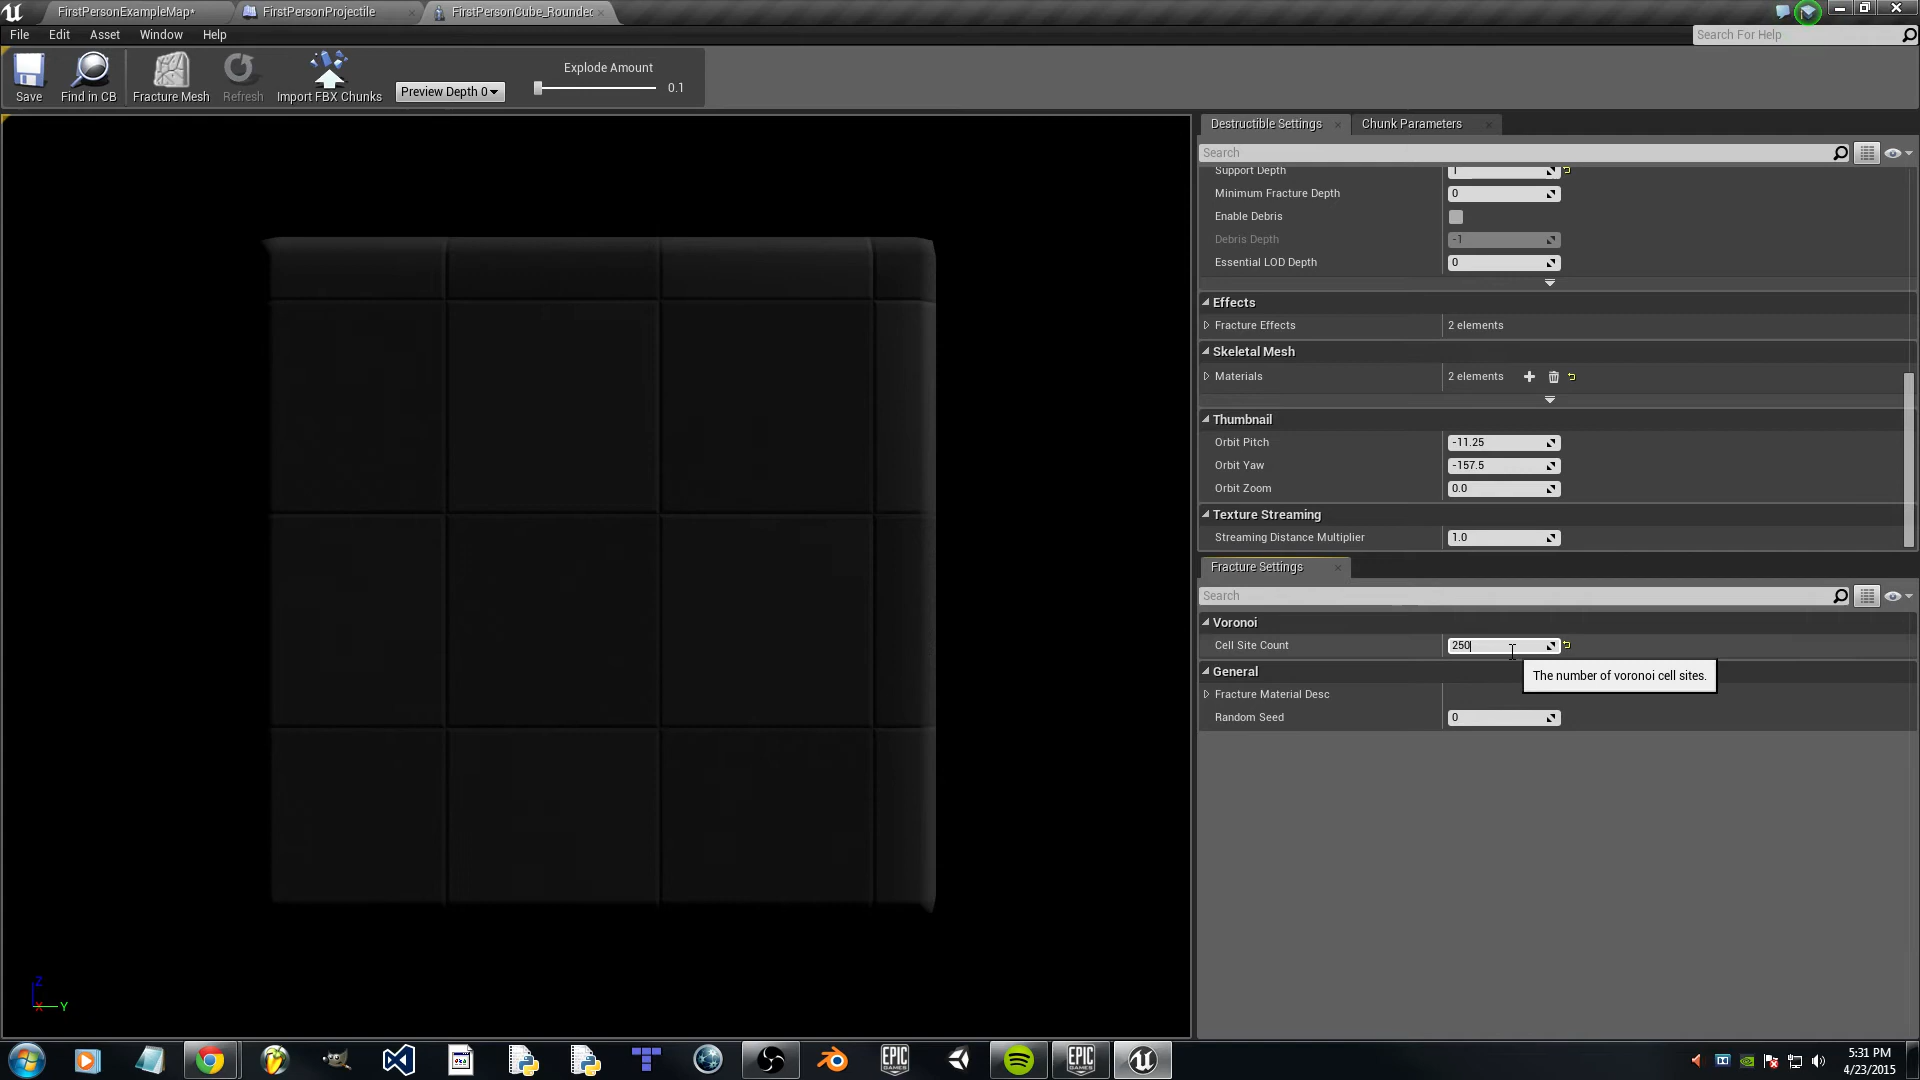 FirstPersonExampleMap*
FirstPersonProjectile
FirstPersonCube_Rounded
File Edit Asset Window Help
Search For Help
Save
Find in CB
Fracture Mesh
Refresh
Import FBX Chunks
Preview Depth 0
Explode Amount
0.1
Destructible Settings
Chunk Parameters
Search
Support Depth 1
Minimum Fracture Depth 0
Enable Debris
Debris Depth -1
Essential LOD Depth 0
Effects
Fracture Effects 2 elements
Skeletal Mesh
Materials 2 elements
Thumbnail
Orbit Pitch -11.25
Orbit Yaw -157.5
Orbit Zoom 0.0
Texture Streaming
Streaming Distance Multiplier 1.0
Fracture Settings
Search
Voronoi
Cell Site Count 250
General
The number of voronoi cell sites.
Fracture Material Desc
Random Seed 0
Z
X Y
EPIC GAMES
EPIC GAMES
5:31 PM
4/23/2015